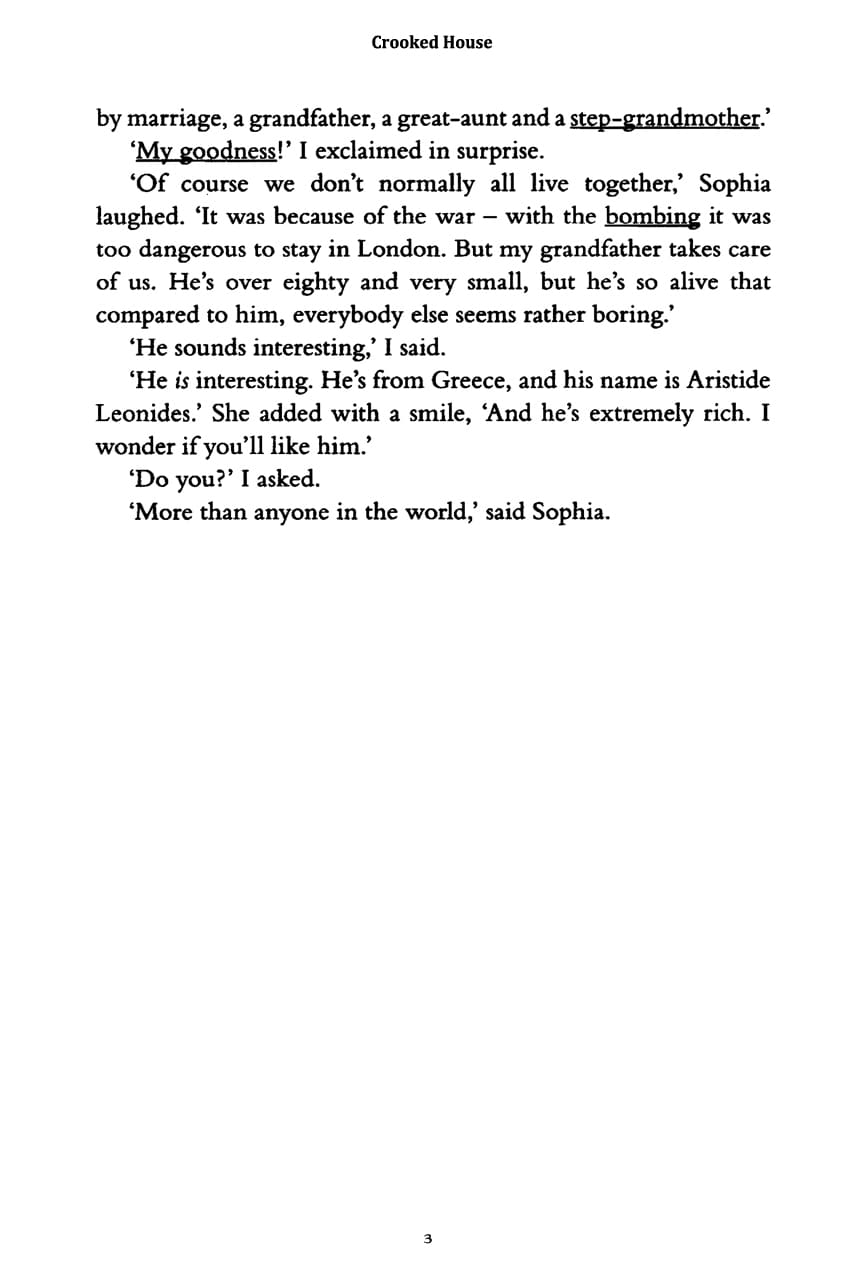 Crooked House
by marriage, a grandfather, a great-aunt and a step-grandmother.’
‘My goodness!’ I exclaimed in surprise.
‘Of course we don’t normally all live together,’ Sophia
laughed. ‘It was because of the war – with the bombing it was
too dangerous to stay in London. But my grandfather takes care
of us. He’s over eighty and very small, but he’s so alive that
compared to him, everybody else seems rather boring.’
‘He sounds interesting,’ I said.
‘He is interesting. He’s from Greece, and his name is Aristide
Leonides.’ She added with a smile, ‘And he’s extremely rich. I
wonder if you’ll like him.’
‘Do you?’ I asked.
‘More than anyone in the world,’ said Sophia.
3